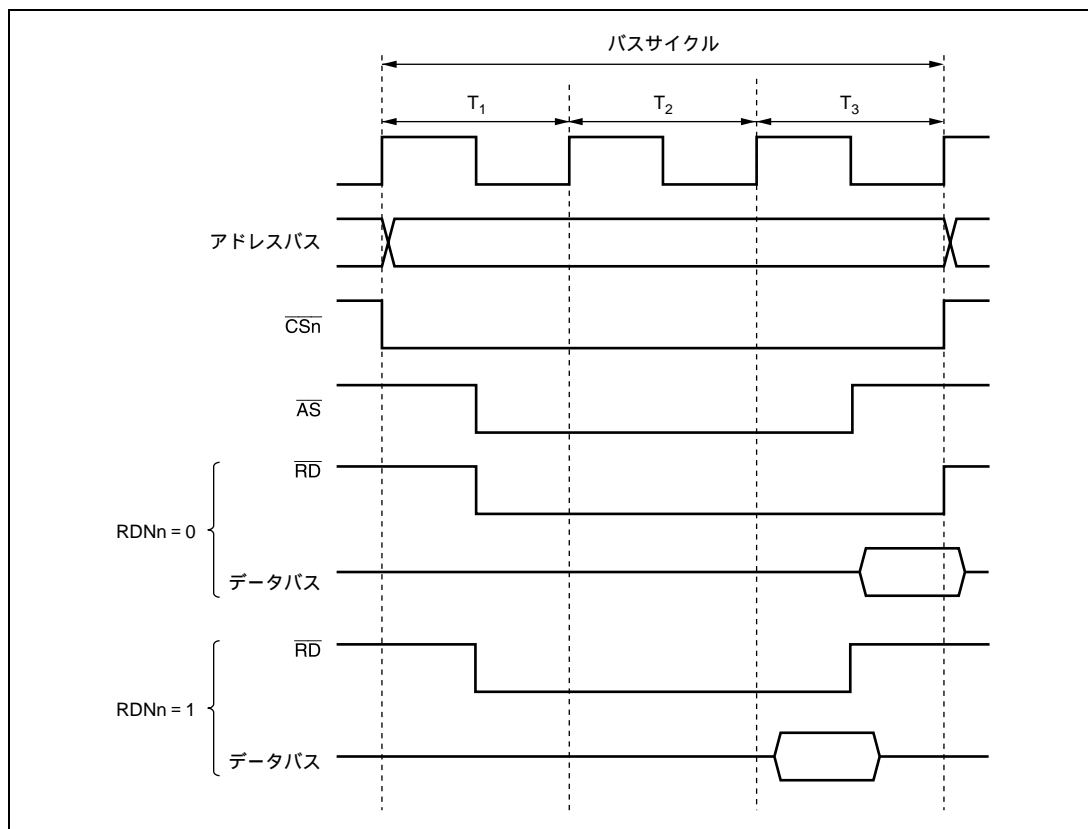 バスサイクル
T1 T2 T3
アドレスバス
CSn
AS
RD
RDNn = 0
データバス
RD
RDNn = 1
データバス